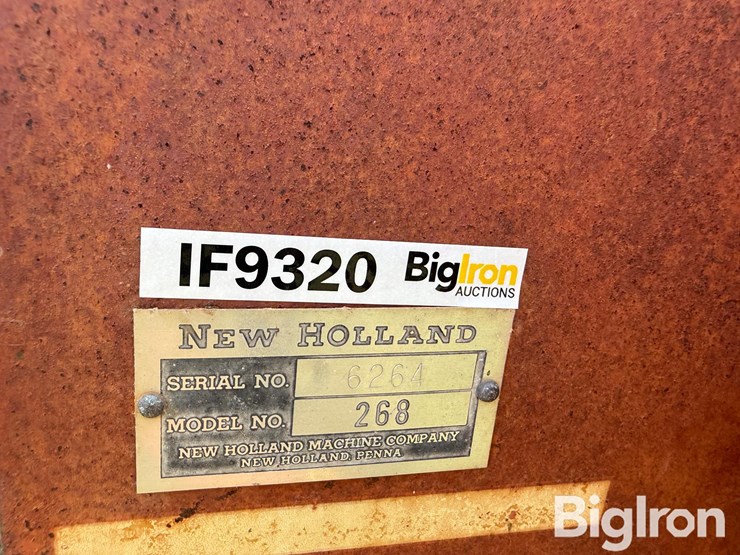 IF9320 BigIron
AUCTIONS
NEW HOLLAND
SERIAL NO. 6264
MODEL NO. 268
NEW HOLLAND MACHINE COMPANY
NEW HOLLAND, PENNA
BigIron